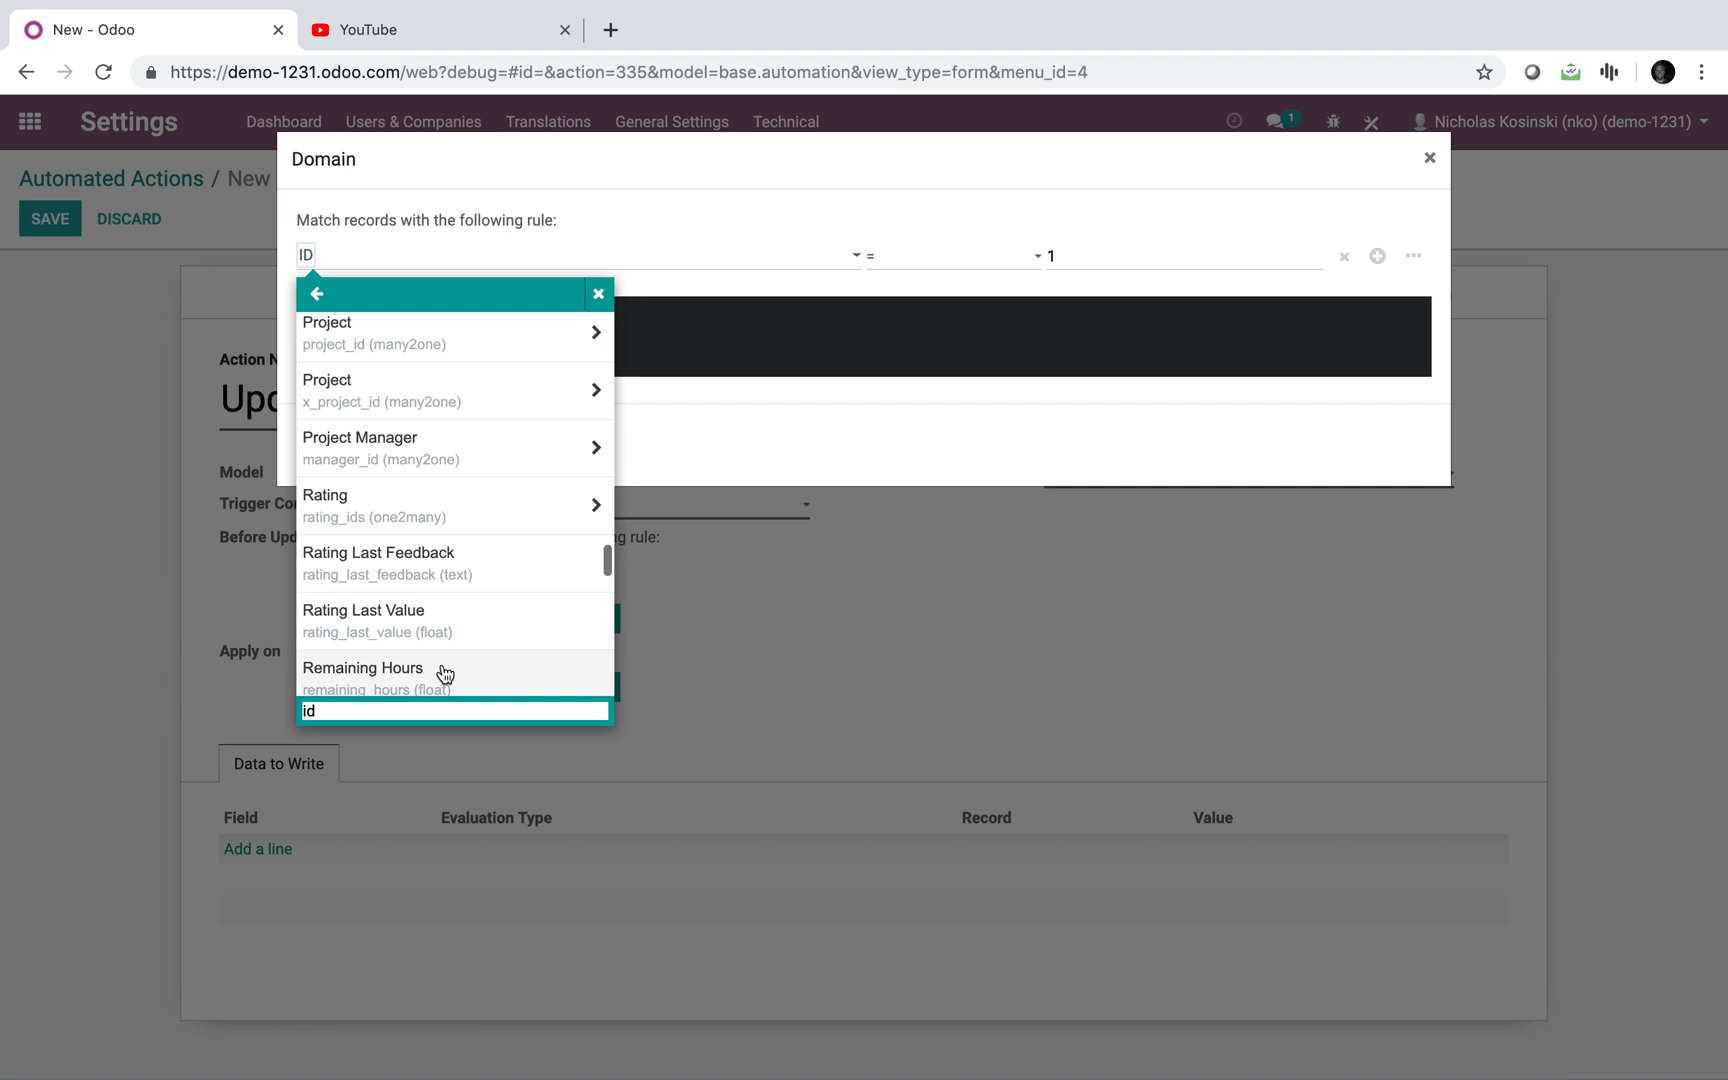 New - Odoo
YouTube
https://demo-1231.odoo.com/web?debug=#id=&action=335&model=base.automation&view_type=form&menu_id=4
Settings Dashboard Users & Companies Translations General Settings Technical 1 Nicholas Kosinski (nko) (demo-1231)
Domain
Automated Actions / New
SAVE DISCARD
Match records with the following rule:
ID = 1
Project
project_id (many2one)
Action N
Project
x_project_id (many2one)
Upd
Project Manager
manager_id (many2one)
Model
Rating
rating_ids (one2many)
Trigger Con
Before Upd
g rule:
Rating Last Feedback
rating_last_feedback (text)
Rating Last Value
rating_last_value (float)
Apply on
Remaining Hours
remaining_hours (float)
id
Data to Write
Field Evaluation Type Record Value
Add a line